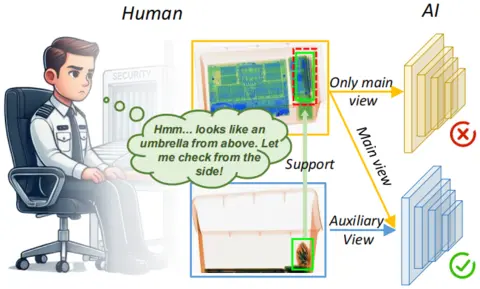 Human
AI
SECURITY
Hmm... looks like an
umbrella from above. Let
me check from the
side!
Only main
view
Main view
Support
Auxiliary
View